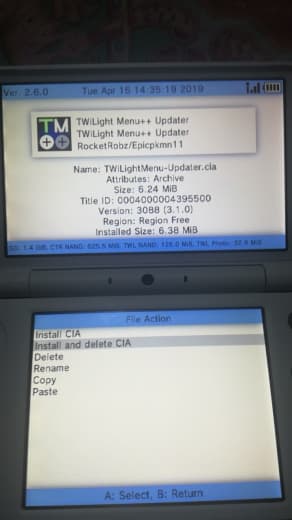 Ver. 2.6.0
Tue Apr 16 14:35:19 2019
TM
TWiLight Menu++ Updater
TWiLight Menu++ Updater
RocketRobz/Epicpkmn11
Name: TWiLightMenu-Updater.cia
Attributes: Archive
Size: 6.24 MiB
Title ID: 0004000004395500
Version: 3088 (3.1.0)
Region: Region Free
Installed Size: 6.38 MiB
SD: 1.4 GiB, CTR NAND: 625.5 MiB, TWL NAND: 128.0 MiB, TWL Photo: 32.9 MiB
File Action
Install CIA
Install and delete CIA
Delete
Rename
Copy
Paste
A: Select, B: Return